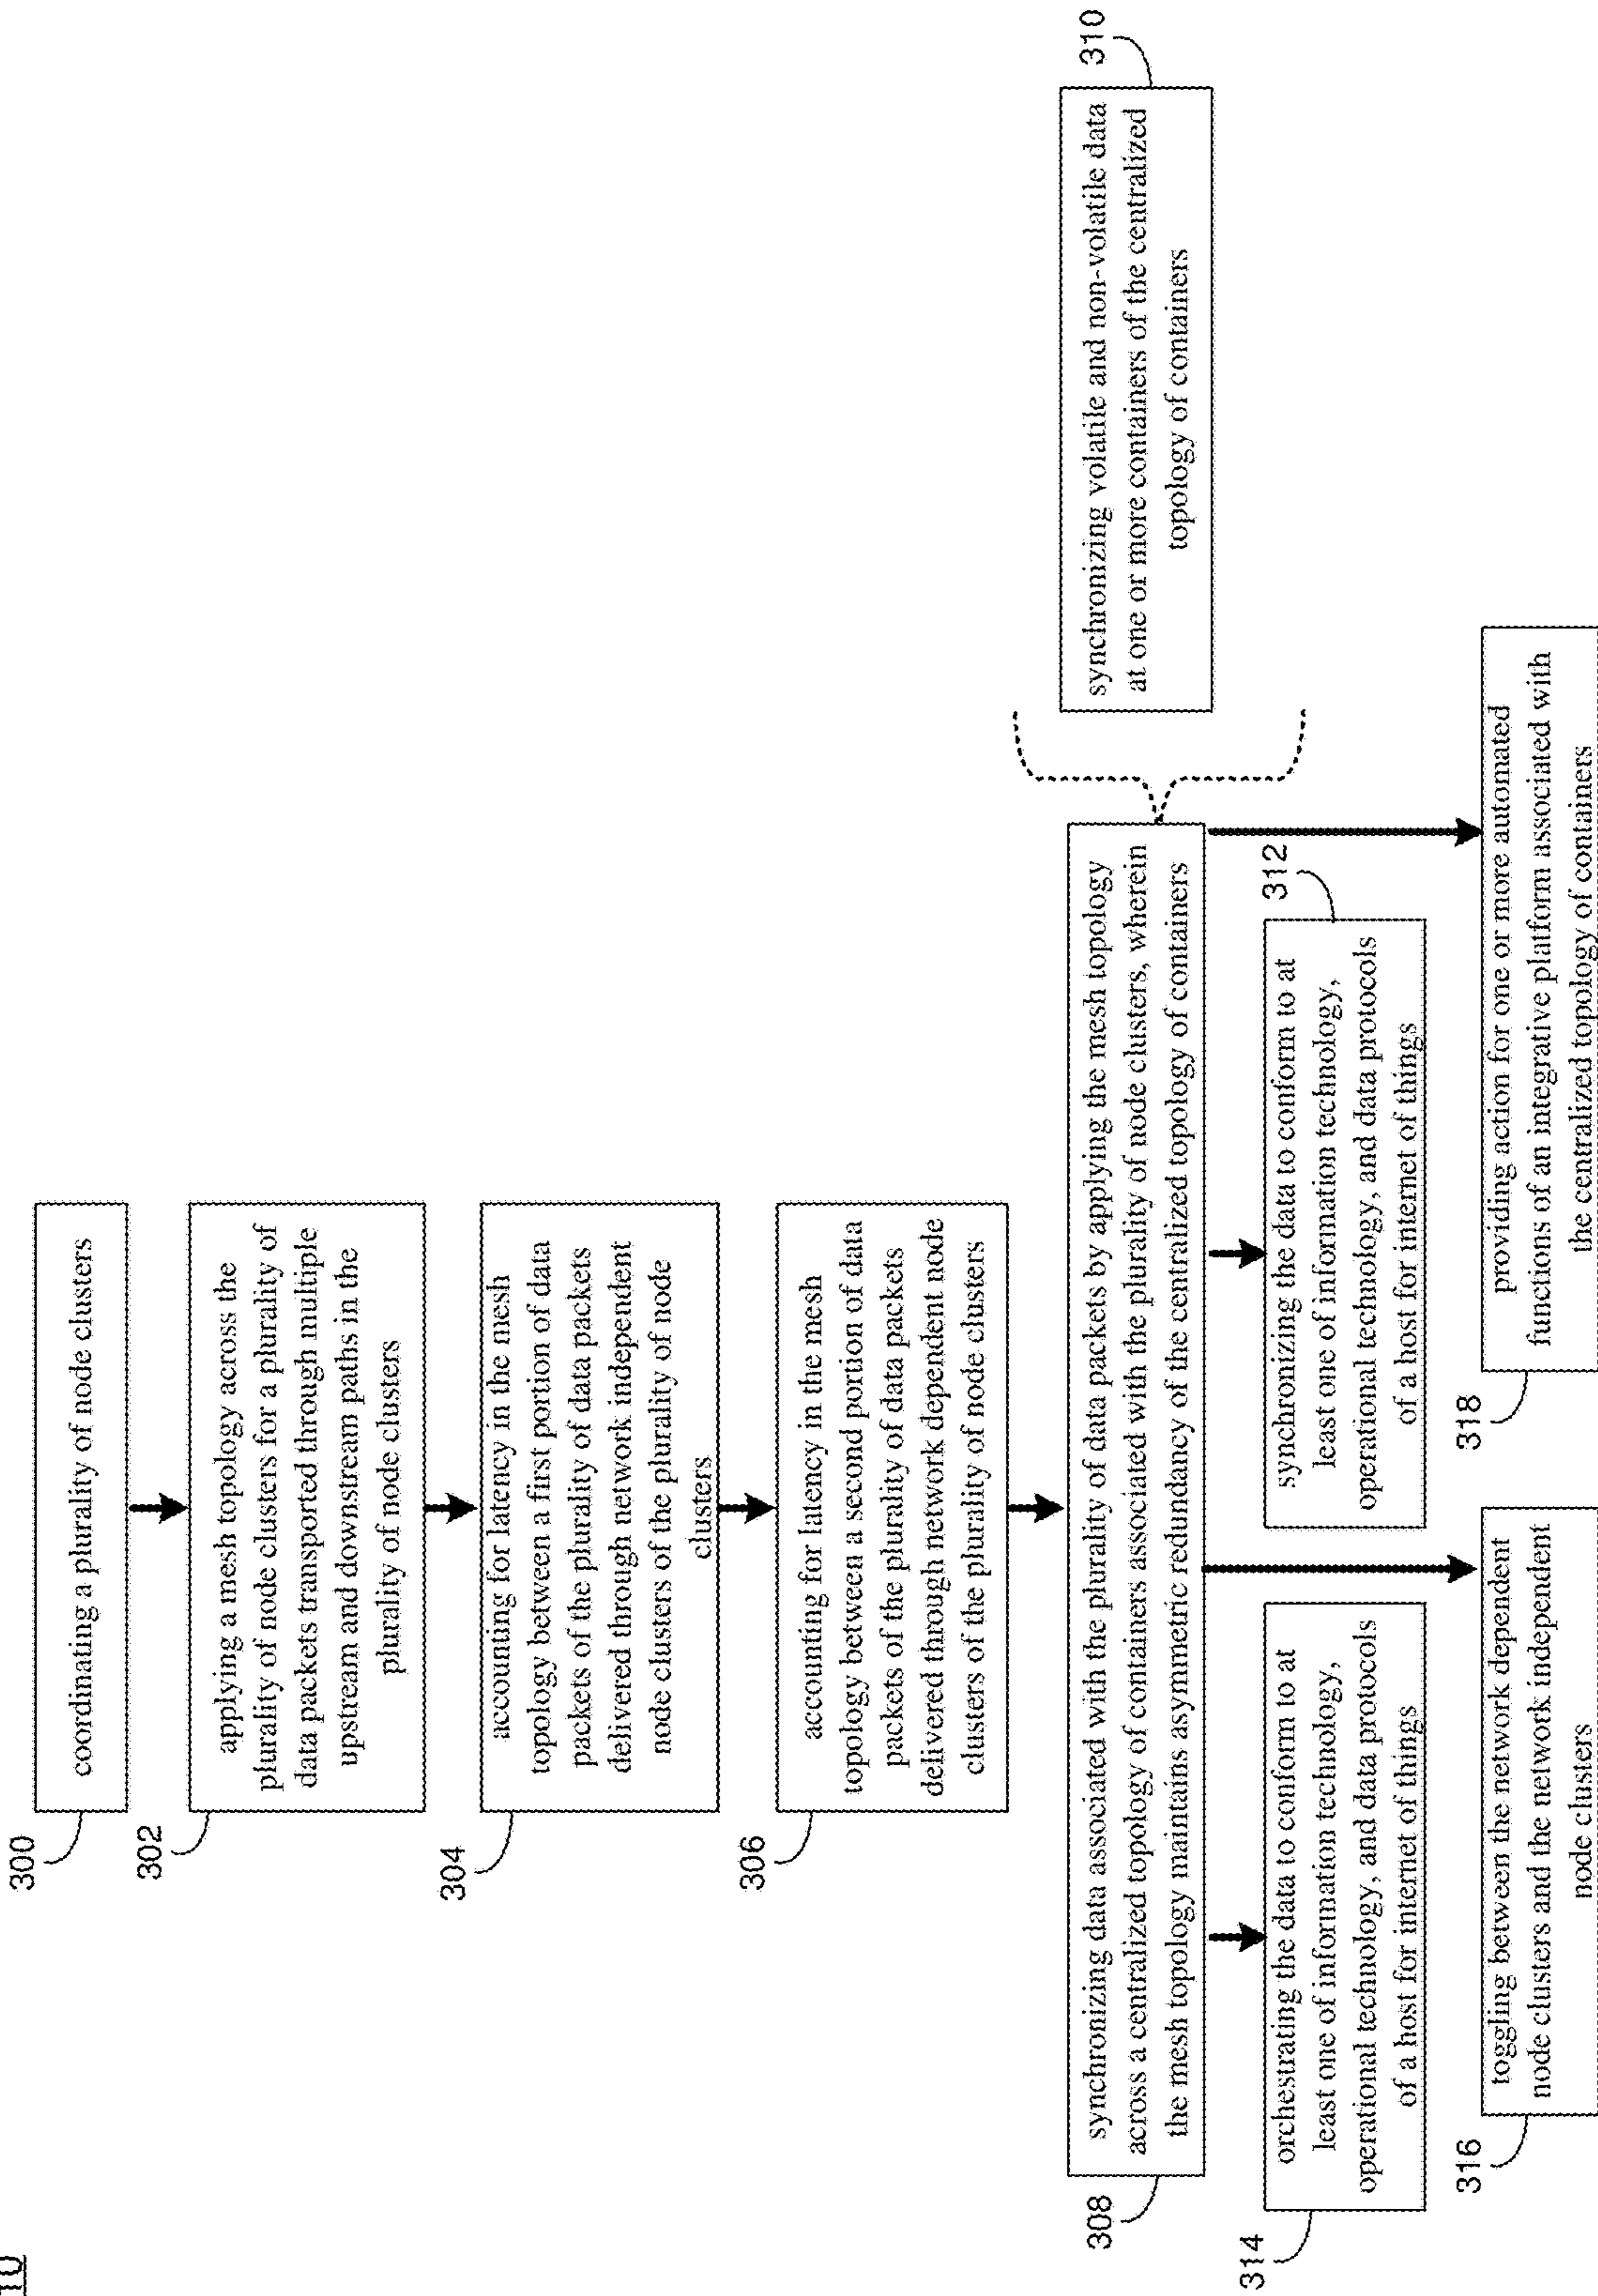 10
300
coordinating a plurality of node clusters
302
applying a mesh topology across the
plurality of node clusters for a plurality of
data packets transported through multiple
upstream and downstream paths in the
plurality of node clusters
304
accounting for latency in the mesh
topology between a first portion of data
packets of the plurality of data packets
delivered through network independent
node clusters of the plurality of node
clusters
306
accounting for latency in the mesh
topology between a second portion of data
packets of the plurality of data packets
delivered through network dependent node
clusters of the plurality of node clusters
308
synchronizing data associated with the plurality of data packets by applying the mesh topology
across a centralized topology of containers associated with the plurality of node clusters, wherein
the mesh topology maintains asymmetric redundancy of the centralized topology of containers
310
synchronizing volatile and non-volatile data
at one or more containers of the centralized
topology of containers
314
orchestrating the data to conform to at
least one of information technology,
operational technology, and data protocols
of a host for internet of things
312
synchronizing the data to conform to at
least one of information technology,
operational technology, and data protocols
of a host for internet of things
316
toggling between the network dependent
node clusters and the network independent
node clusters
318
providing action for one or more automated
functions of an integrative platform associated with
the centralized topology of containers